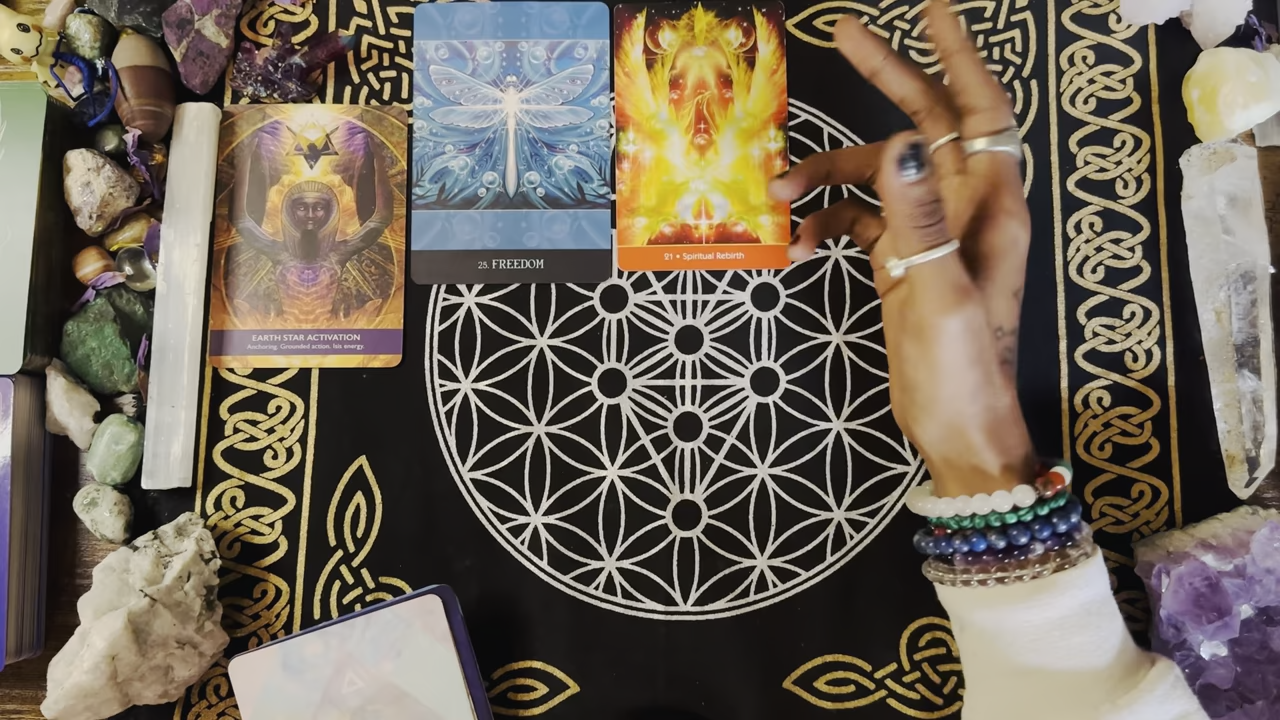 EARTH STAR ACTIVATION
Anchoring. Grounded action. Isis energy.
25. FREEDOM
21 • Spiritual Rebirth